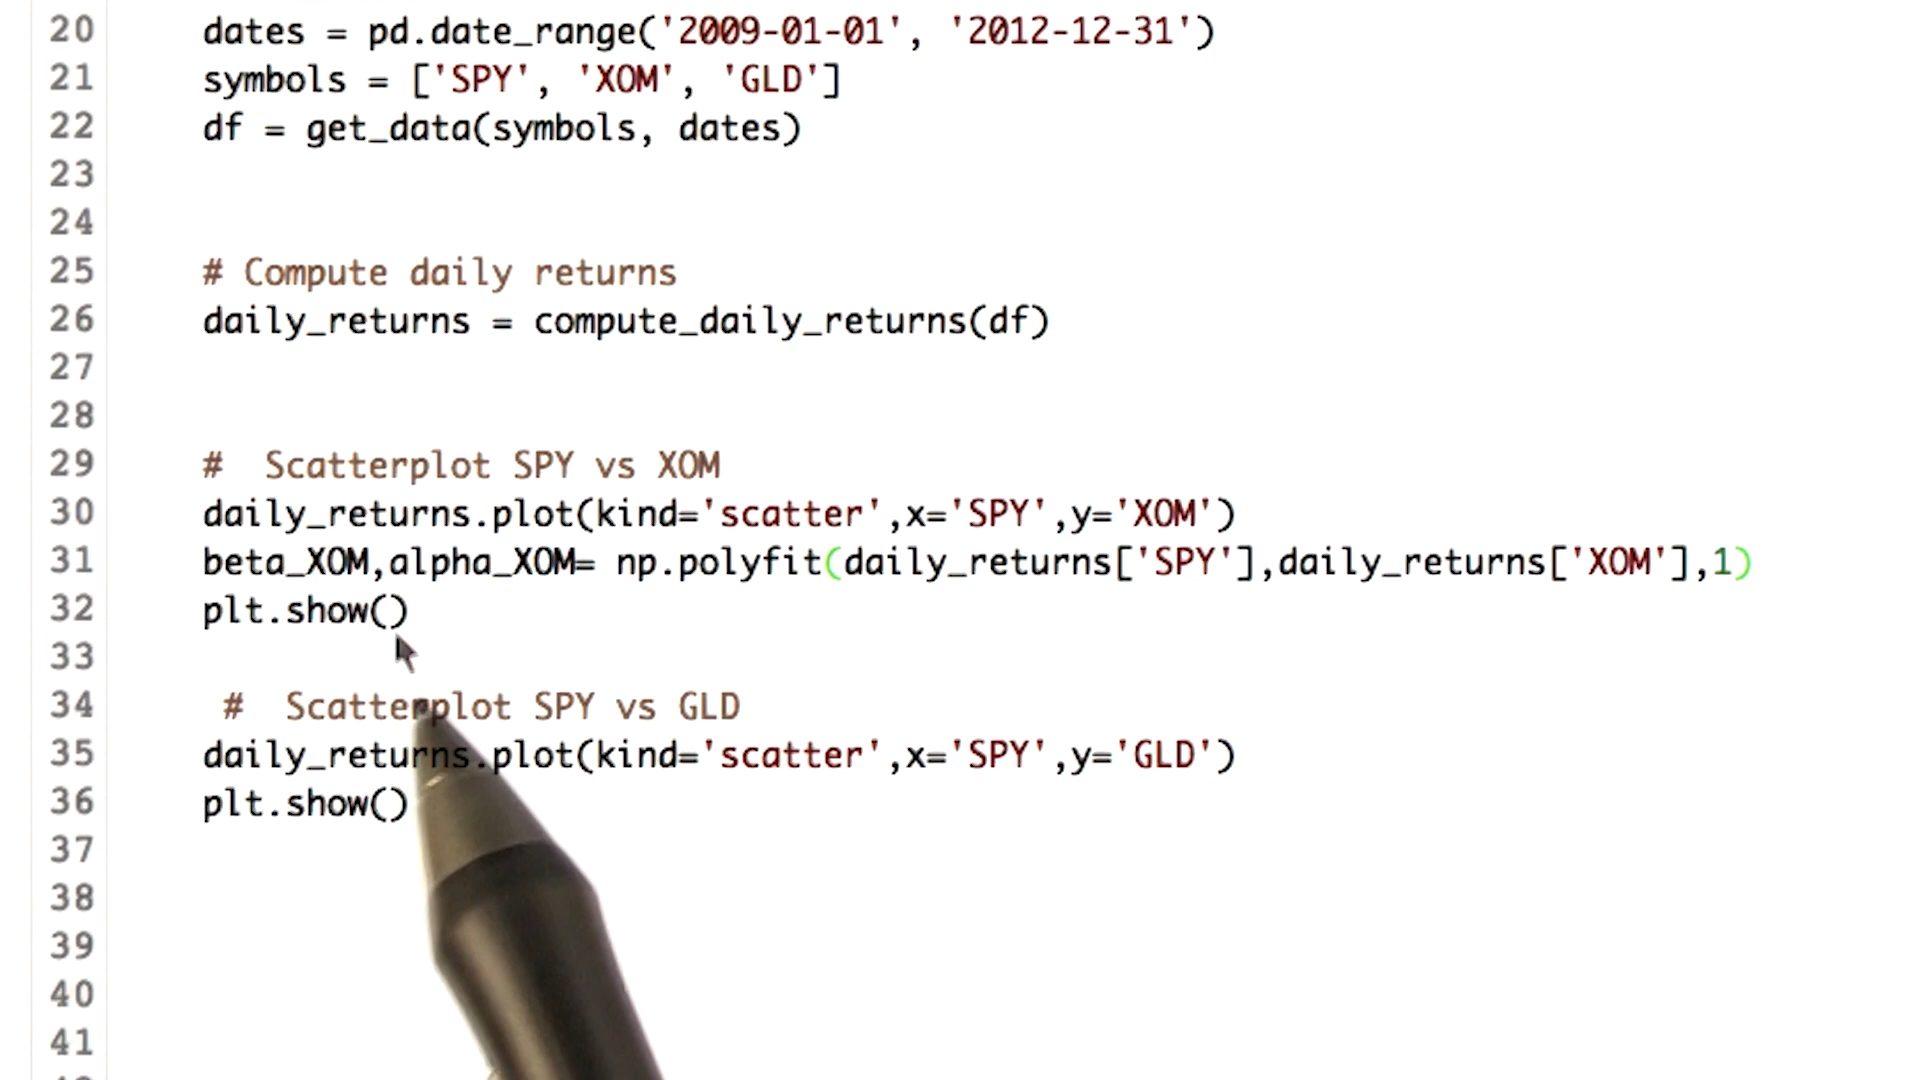 20 dates = pd.date_range('2009-01-01', '2012-12-31')
21 symbols = ['SPY', 'XOM', 'GLD']
22 df = get_data(symbols, dates)
23
24
25 # Compute daily returns
26 daily_returns = compute_daily_returns(df)
27
28
29 #  Scatterplot SPY vs XOM
30 daily_returns.plot(kind='scatter',x='SPY',y='XOM')
31 beta_XOM,alpha_XOM= np.polyfit(daily_returns['SPY'],daily_returns['XOM'],1)
32 plt.show()
33
34 #  Scatterplot SPY vs GLD
35 daily_returns.plot(kind='scatter',x='SPY',y='GLD')
36 plt.show()
37
38
39
40
41